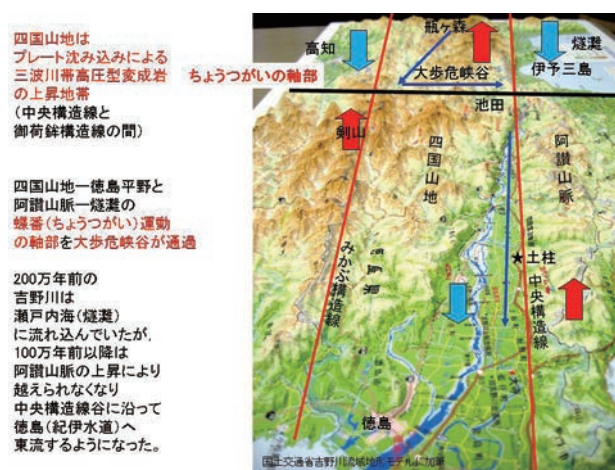 四国山地は
プレート沈み込みによる
三波川帯高圧型変成岩
の上昇地帯
(中央構造線と
御荷鉾構造線の間)
四国山地ー徳島平野と
阿讃山脈ー燧灘の
蝶番(ちょうつがい)運動
の軸部を大歩危峡谷が通過
200万年前の
吉野川は
瀬戸内海(燧灘)
に流れ込んでいたが,
100万年前以降は
阿讃山脈の上昇により
越えられなくなり
中央構造線谷に沿って
徳島(紀伊水道)へ
東流するようになった。
ちょうつがいの軸部
瓶ヶ森
高知
燧灘
大歩危峡谷
伊予三島
池田
剣山
四国山地
阿讃山脈
★土柱
みかぶ構造線
中央構造線
徳島
国土交通省吉野川流域地形モデルに加筆